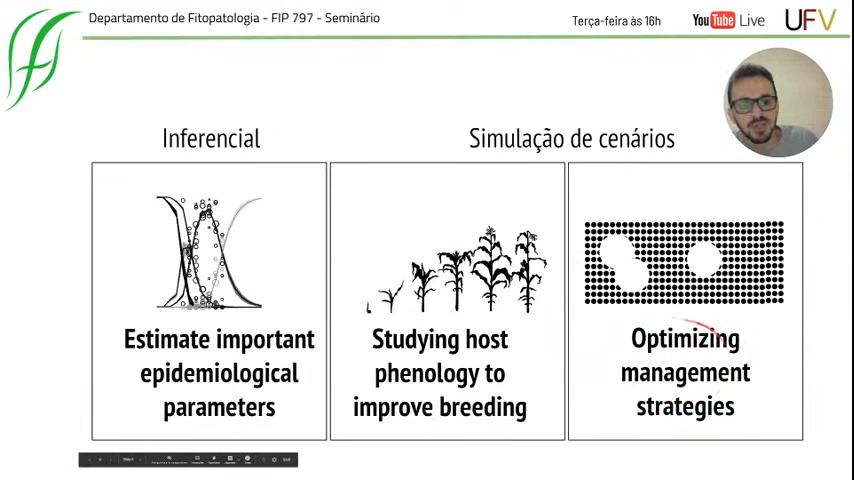 Departamento de Fitopatologia - FIP 797 - Seminário
Terça-feira às 16h
YouTube Live
UFV
Inferencial
Simulação de cenários
Estimate important
epidemiological
parameters
Studying host
phenology to
improve breeding
Optimizing
management
strategies